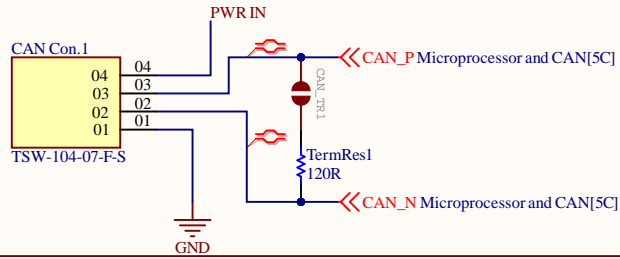 PWR IN
CAN Con.1
04 04
03 03
02 02
01 01
TSW-104-07-F-S
GND
CAN_P Microprocessor and CAN[5C]
CAN_TR1
TermRes1
120R
CAN_N Microprocessor and CAN[5C]